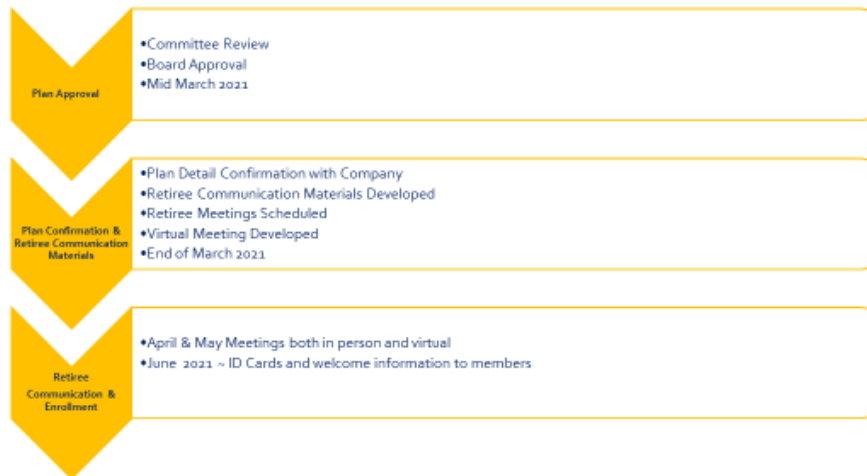 Plan Approval
•Committee Review
•Board Approval
•Mid March 2021
Plan Confirmation &
Retiree Communication
Materials
•Plan Detail Confirmation with Company
•Retiree Communication Materials Developed
•Retiree Meetings Scheduled
•Virtual Meeting Developed
•End of March 2021
Retiree
Communication &
Enrollment
•April & May Meetings both in person and virtual
•June 2021 ~ ID Cards and welcome information to members